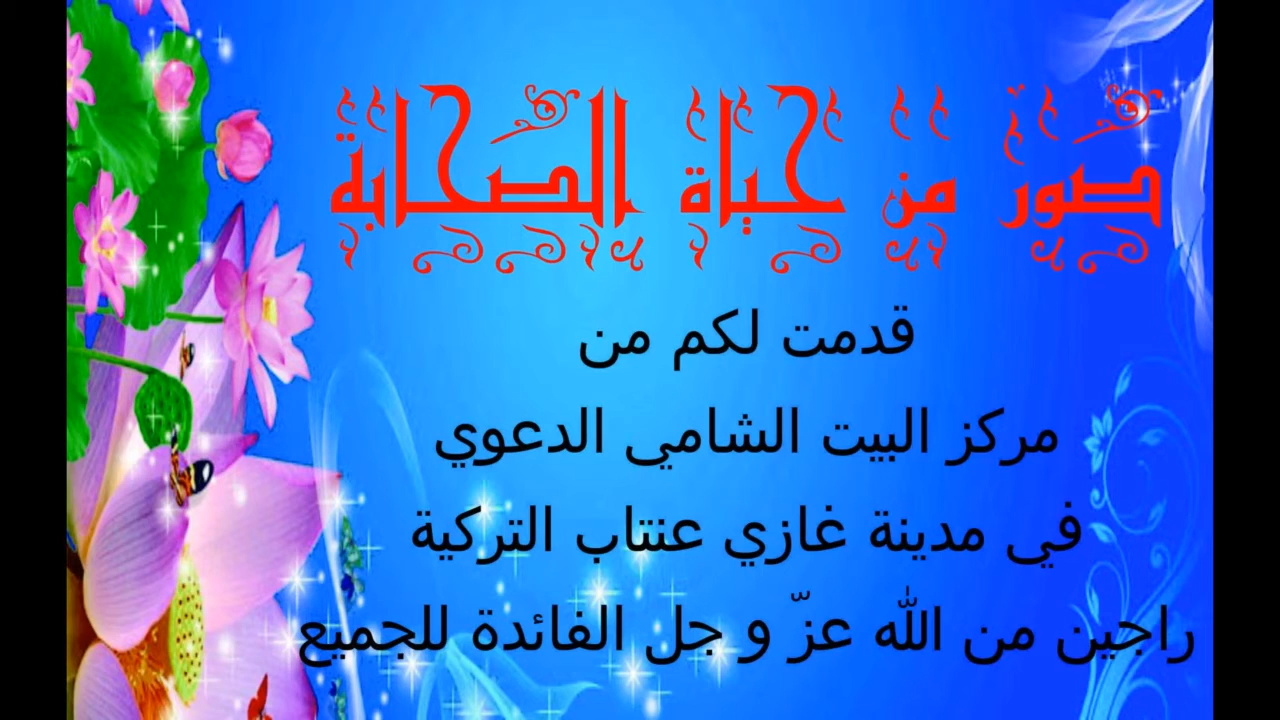 صور من حياة الصحابة
قدمت لكم من
مركز البيت الشامي الدعوي
في مدينة غازي عنتاب التركية
راجين من الله عزّ و جل الفائدة للجميع